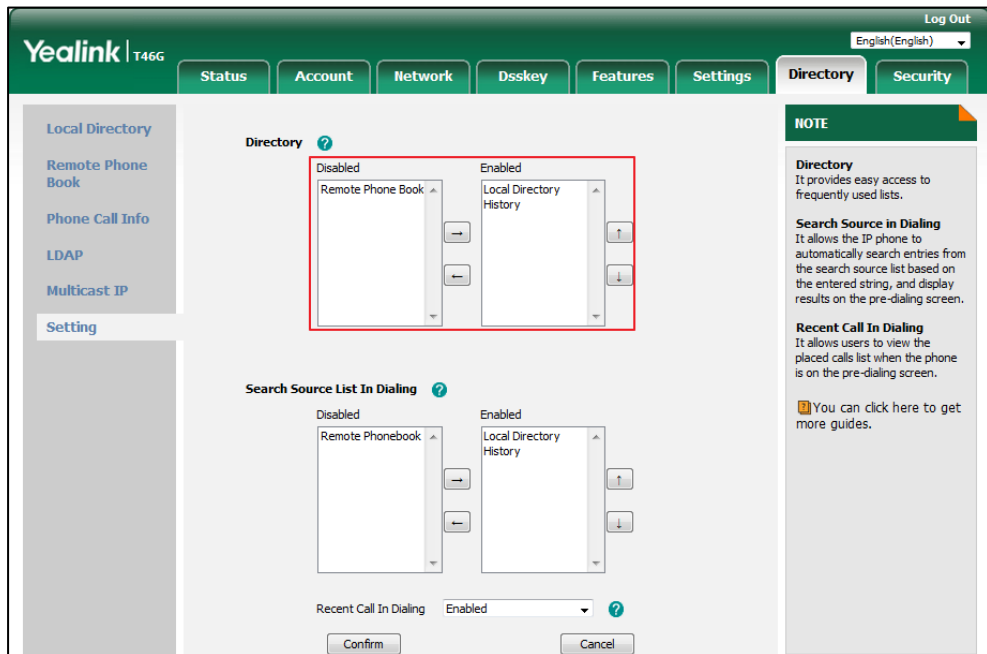 Log Out
Yealink T46G
English(English)
Status Account Network Dsskey Features Settings Directory Security
Local Directory
Remote Phone
Book
Phone Call Info
LDAP
Multicast IP
Setting
Directory ?
Disabled Enabled
Remote Phone Book Local Directory
History
→ ↑
← ↓
Search Source List In Dialing ?
Disabled Enabled
Remote Phonebook Local Directory
History
→ ↑
← ↓
Recent Call In Dialing Enabled ?
Confirm Cancel
NOTE
Directory
It provides easy access to
frequently used lists.
Search Source in Dialing
It allows the IP phone to
automatically search entries from
the search source list based on
the entered string, and display
results on the pre-dialing screen.
Recent Call In Dialing
It allows users to view the
placed calls list when the phone
is on the pre-dialing screen.
? You can click here to get
more guides.